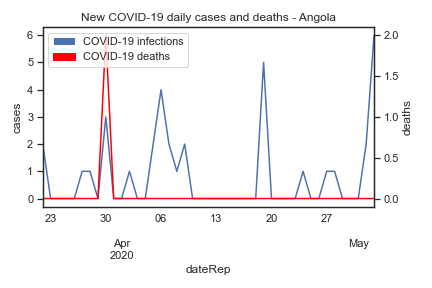 New COVID-19 daily cases and deaths - Angola
COVID-19 infections
COVID-19 deaths
cases
6
5
4
3
2
1
0
deaths
2.0
1.5
1.0
0.5
0.0
23 30 06 13 20 27
Apr May
2020
dateRep